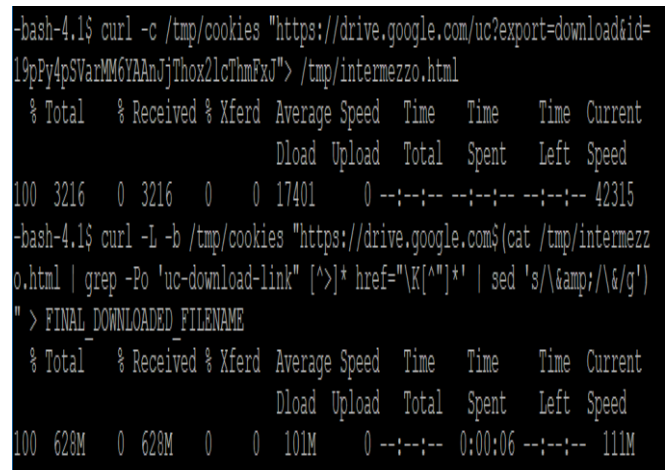 -bash-4.1$ curl -c /tmp/cookies "https://drive.google.com/uc?export=download&id=
19pPy4pSVarMM6YAAnJjThox2lcThmFxJ"> /tmp/intermezzo.html
% Total % Received % Xferd Average Speed Time Time Time Current
Dload Upload Total Spent Left Speed
100 3216 0 3216 0 0 17401 0 --:--:-- --:--:-- --:--:-- 42315
-bash-4.1$ curl -L -b /tmp/cookies "https://drive.google.com$(cat /tmp/intermezz
o.html | grep -Po 'uc-download-link" [^>]* href="\K[^"]*' | sed 's/\&amp;/\&/g')
" > FINAL_DOWNLOADED_FILENAME
% Total % Received % Xferd Average Speed Time Time Time Current
Dload Upload Total Spent Left Speed
100 628M 0 628M 0 0 101M 0 --:--:-- 0:00:06 --:--:-- 111M